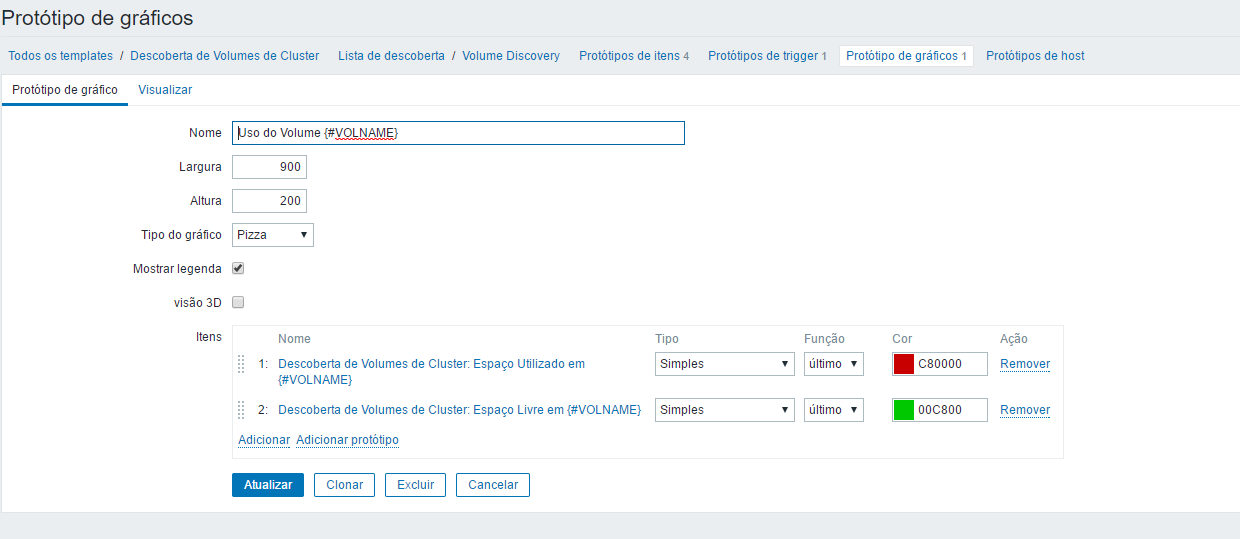 Protótipo de gráficos
Todos os templates / Descoberta de Volumes de Cluster Lista de descoberta / Volume Discovery Protótipos de itens 4 Protótipos de trigger 1 Protótipo de gráficos 1 Protótipos de host
Protótipo de gráfico Visualizar
Nome Uso do Volume {#VOLNAME}
Largura 900
Altura 200
Tipo do gráfico Pizza
Mostrar legenda
visão 3D
Itens Nome Tipo Função Cor Ação
1: Descoberta de Volumes de Cluster: Espaço Utilizado em Simples último C80000 Remover
{#VOLNAME}
2: Descoberta de Volumes de Cluster: Espaço Livre em {#VOLNAME} Simples último 00C800 Remover
Adicionar Adicionar protótipo
Atualizar Clonar Excluir Cancelar